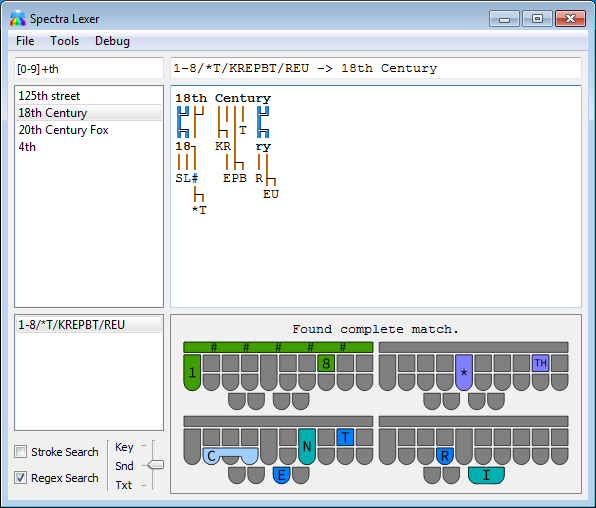 Spectra Lexer
File Tools Debug
[0-9]+th
1-8/*T/KREPBT/REU -> 18th Century
125th street
18th Century
20th Century Fox
4th
18th Century
T
18 KR ry
SL# EPB R
EU
*T
1-8/*T/KREPBT/REU
Found complete match.
# # # # #
1 8 * TH
C N T R
E I
Stroke Search
Regex Search
Key
Snd
Txt